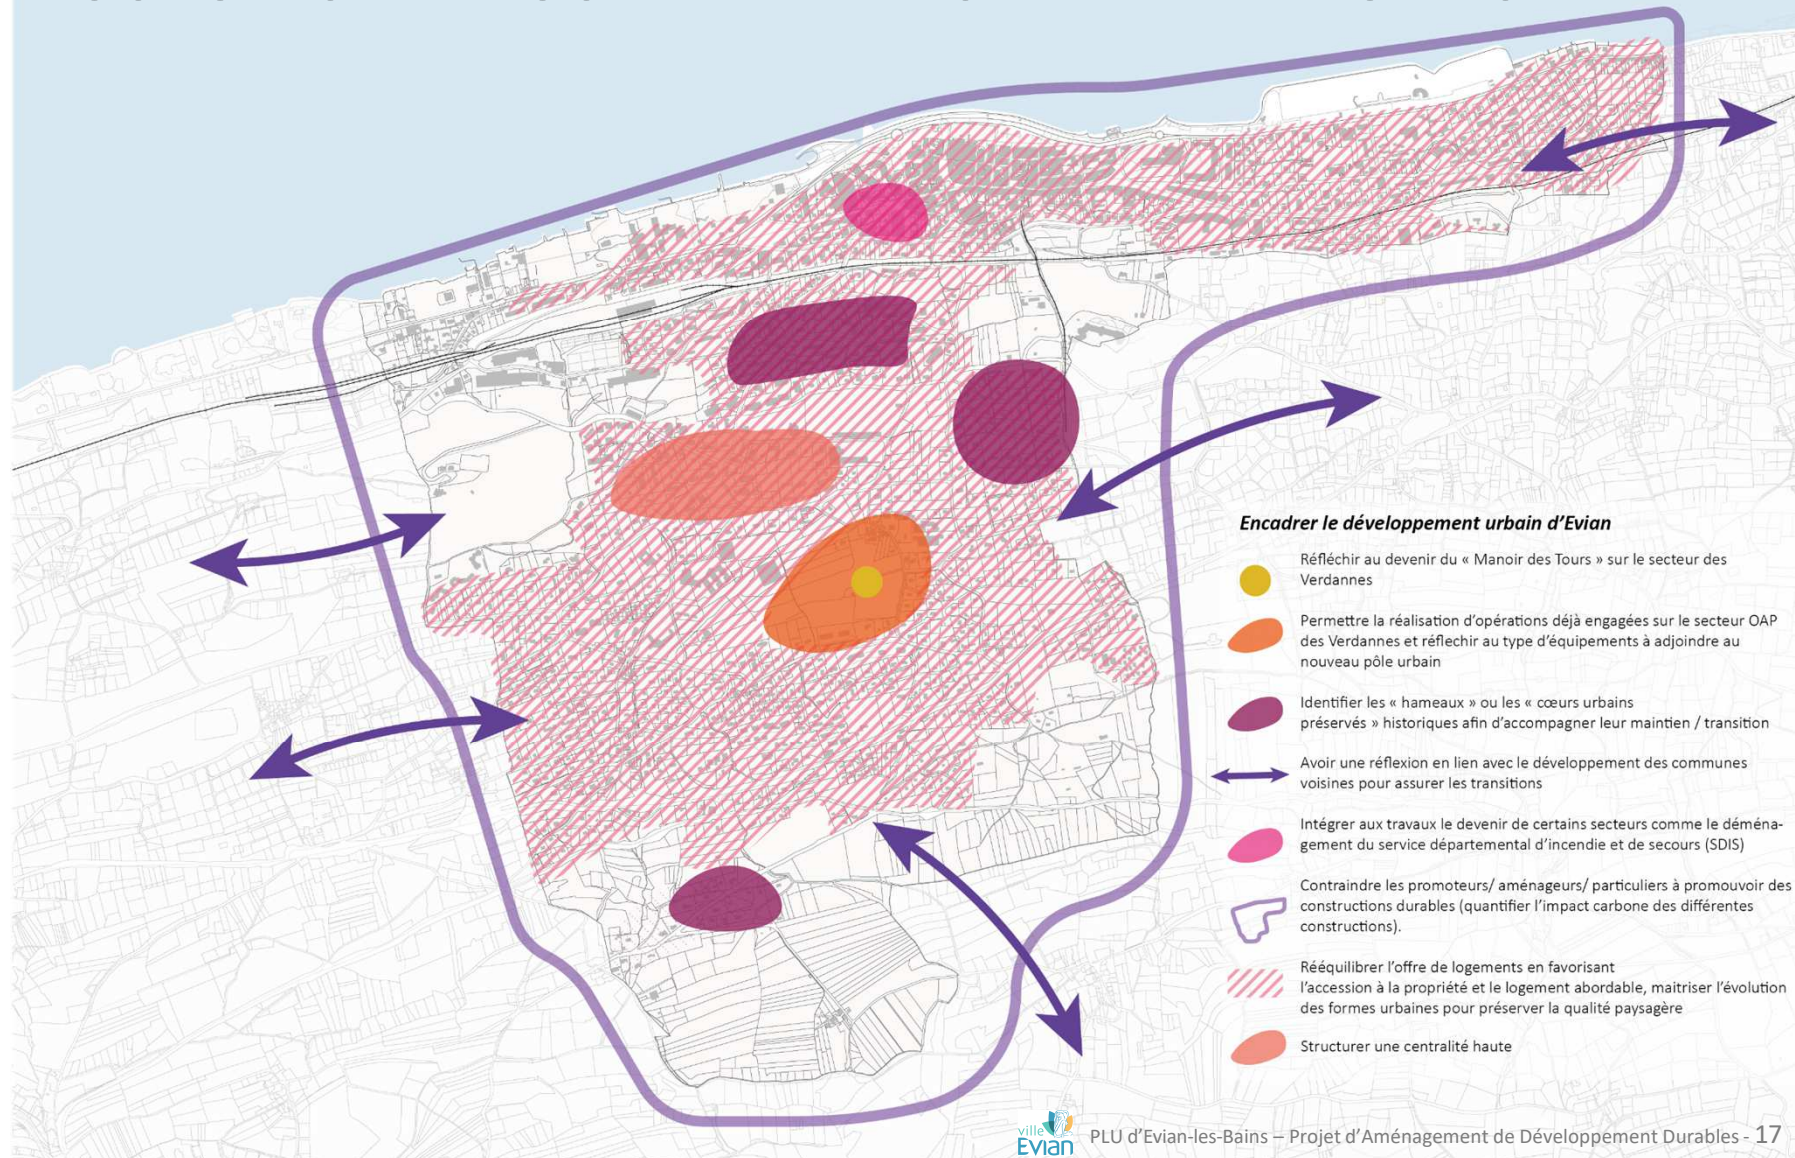 Encadrer le développement urbain d’Evian
Réfléchir au devenir du « Manoir des Tours » sur le secteur des
Verdannes
Permettre la réalisation d’opérations déjà engagées sur le secteur OAP
des Verdannes et réflechir au type d’équipements à adjoindre au
nouveau pôle urbain
Identifier les « hameaux » ou les « cœurs urbains
préservés » historiques afin d’accompagner leur maintien / transition
Avoir une réflexion en lien avec le développement des communes
voisines pour assurer les transitions
Intégrer aux travaux le devenir de certains secteurs comme le déména-
gement du service départemental d’incendie et de secours (SDIS)
Contraindre les promoteurs/ aménageurs/ particuliers à promouvoir des
constructions durables (quantifier l’impact carbone des différentes
constructions).
Rééquilibrer l’offre de logements en favorisant
l’accession à la propriété et le logement abordable, maitriser l’évolution
des formes urbaines pour préserver la qualité paysagère
Structurer une centralité haute
ville
Evian
PLU d’Evian-les-Bains – Projet d’Aménagement de Développement Durables - 17